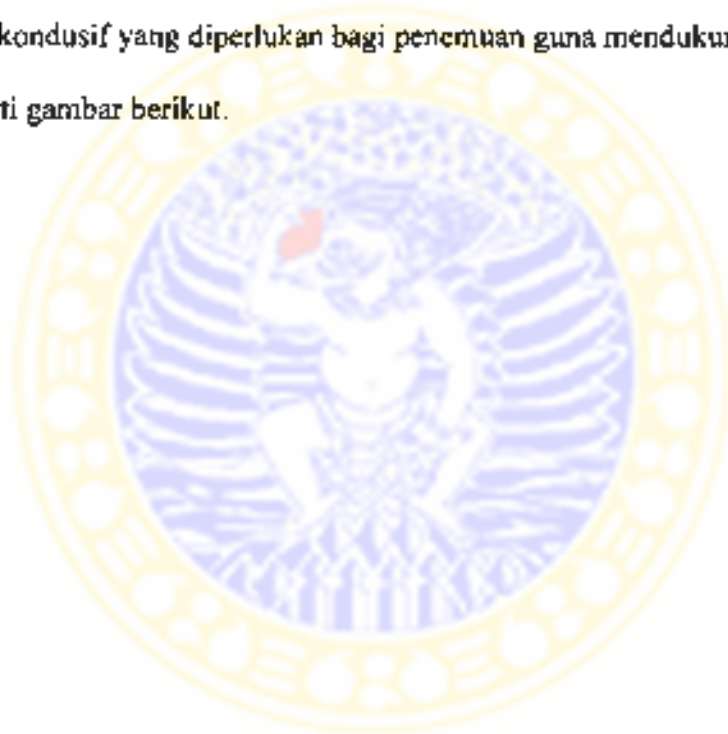 kondusif yang diperlukan bagi penemuan guna mendukun
ti gambar berikut.